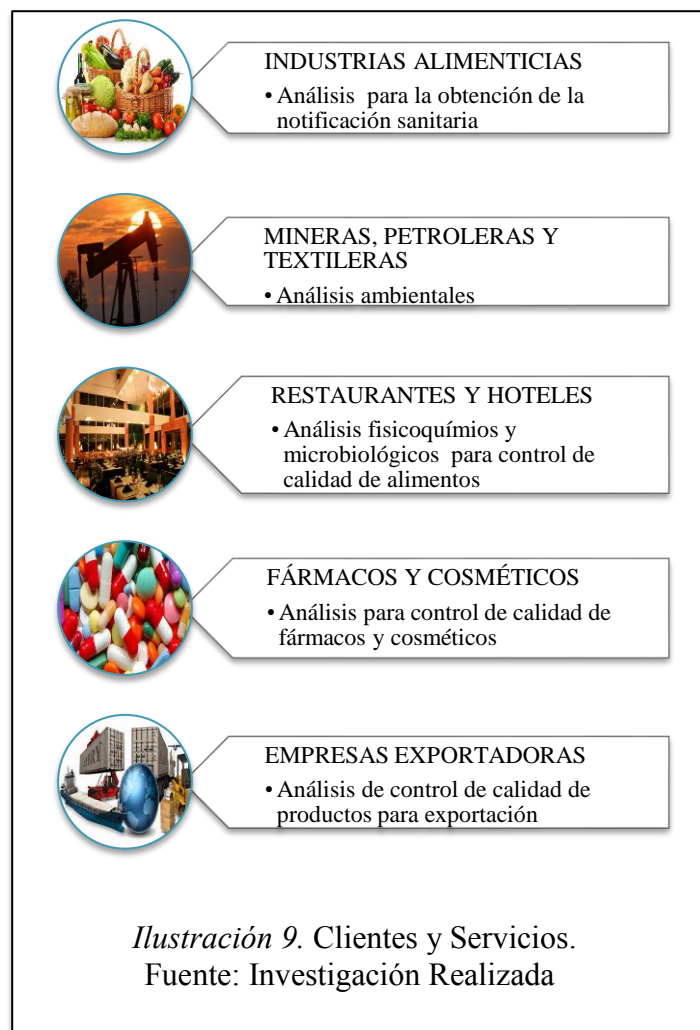 INDUSTRIAS ALIMENTICIAS
• Análisis para la obtención de la
notificación sanitaria
MINERAS, PETROLERAS Y
TEXTILERAS
• Análisis ambientales
RESTAURANTES Y HOTELES
• Análisis fisicoquímios y
microbiológicos para control de
calidad de alimentos
FÁRMACOS Y COSMÉTICOS
• Análisis para control de calidad de
fármacos y cosméticos
EMPRESAS EXPORTADORAS
• Análisis de control de calidad de
productos para exportación
Ilustración 9. Clientes y Servicios.
Fuente: Investigación Realizada